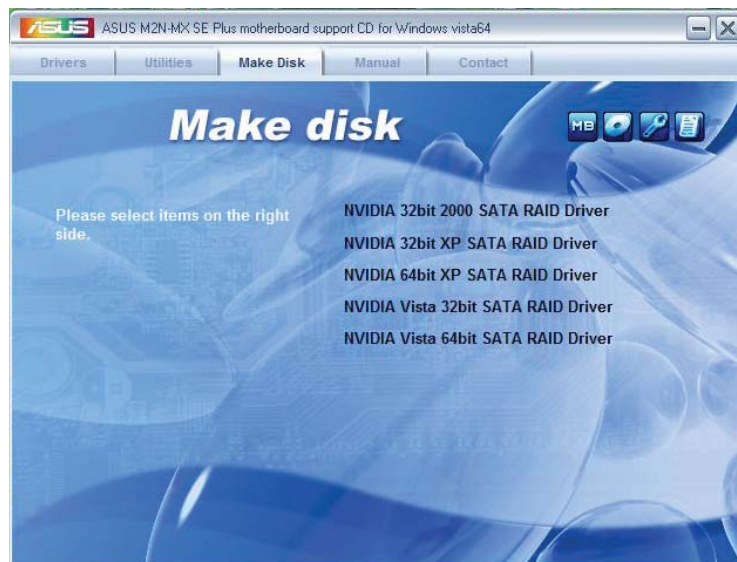 ASUS ASUS M2N-MX SE Plus motherboard support CD for Windows vista64
Drivers Utilities Make Disk Manual Contact
Make disk
MB
Please select items on the right
side.
NVIDIA 32bit 2000 SATA RAID Driver
NVIDIA 32bit XP SATA RAID Driver
NVIDIA 64bit XP SATA RAID Driver
NVIDIA Vista 32bit SATA RAID Driver
NVIDIA Vista 64bit SATA RAID Driver